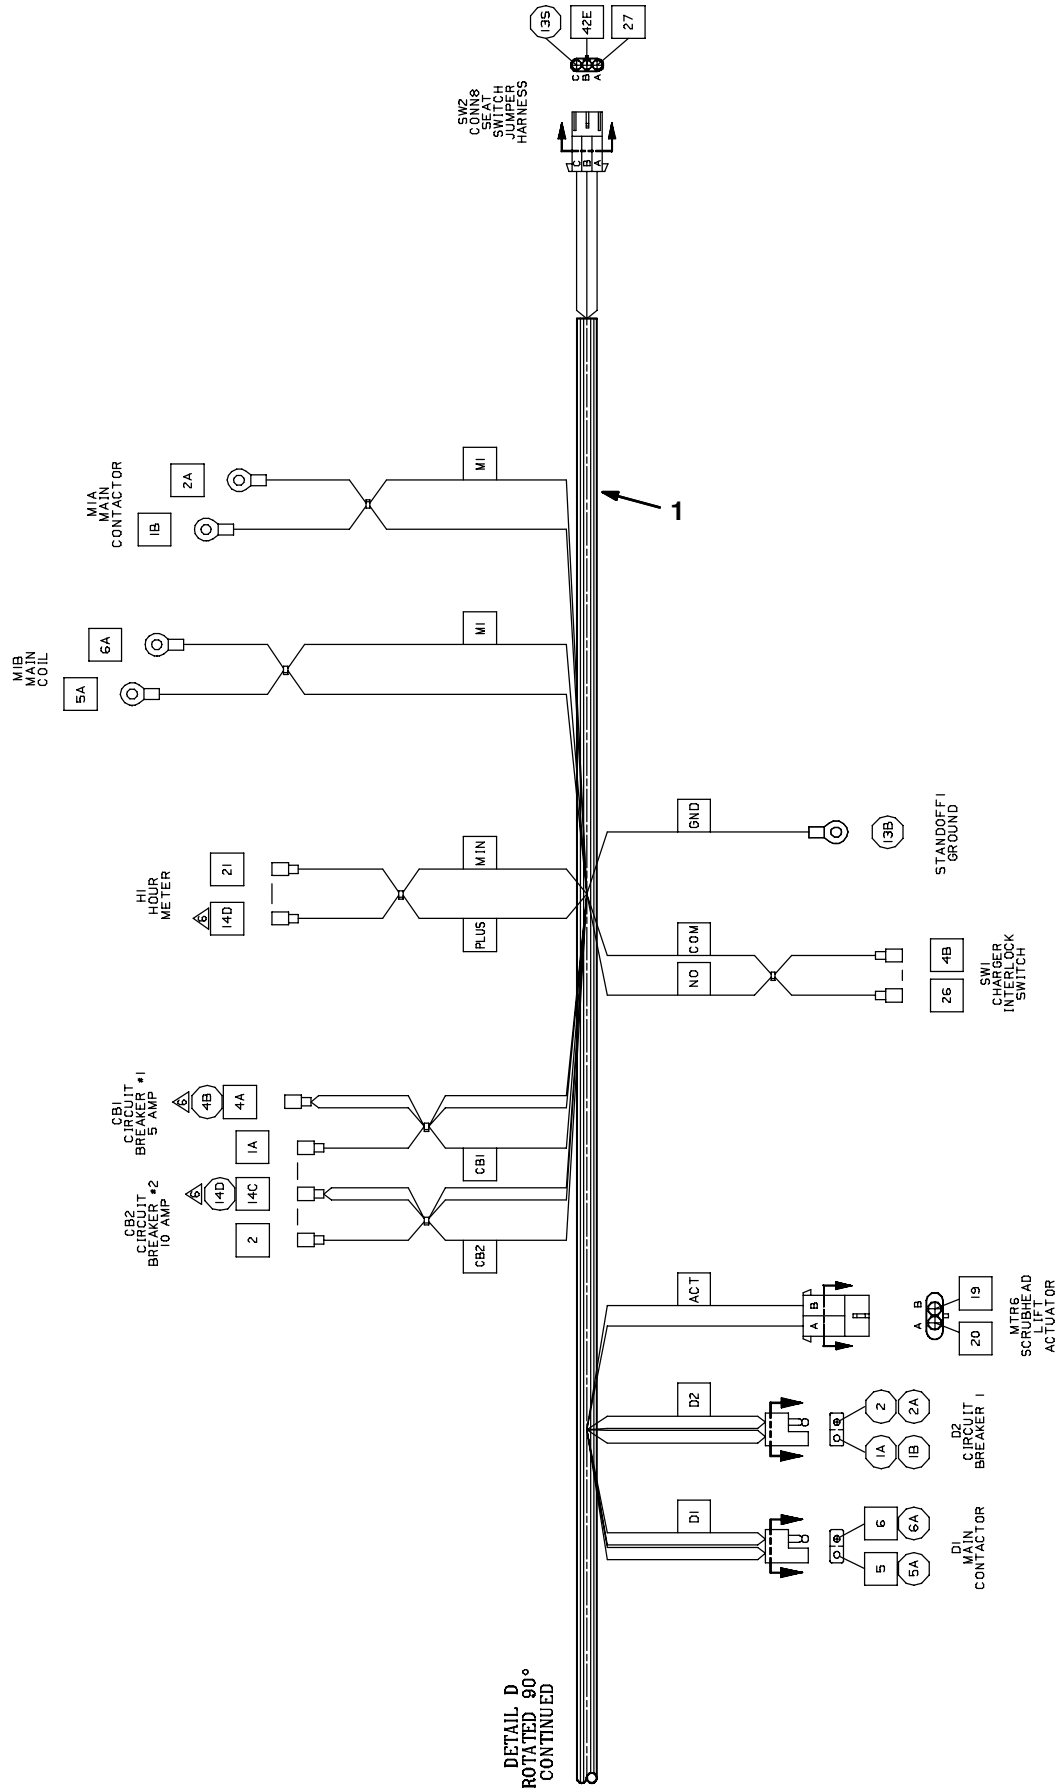 13S
42E
27
C
B
A
SW2
CONN8
SEAT
SWITCH
JUMPER
HARNESS
C
B
A
M1A
MAIN
CONTACTOR
2A
1B
M1
1
M1B
MAIN
COIL
6A
5A
M1
H1
HOUR
METER
21
6
14D
MIN
PLUS
GND
13B
STANDOFF1
GROUND
COM
NO
4B
26
SW1
CHARGER
INTERLOCK
SWITCH
CB1
CIRCUIT
BREAKER #1
5 AMP
6
4B
4A
1A
CB1
CB2
CIRCUIT
BREAKER #2
10 AMP
6
14D
14C
2
CB2
ACT
B
A
B
A
19
20
MTR6
SCRUBHEAD
LIFT
ACTUATOR
D2
2
2A
1A
1B
D2
CIRCUIT
BREAKER 1
D1
6
6A
5
5A
D1
MAIN
CONTACTOR
DETAIL D
ROTATED 90°
CONTINUED